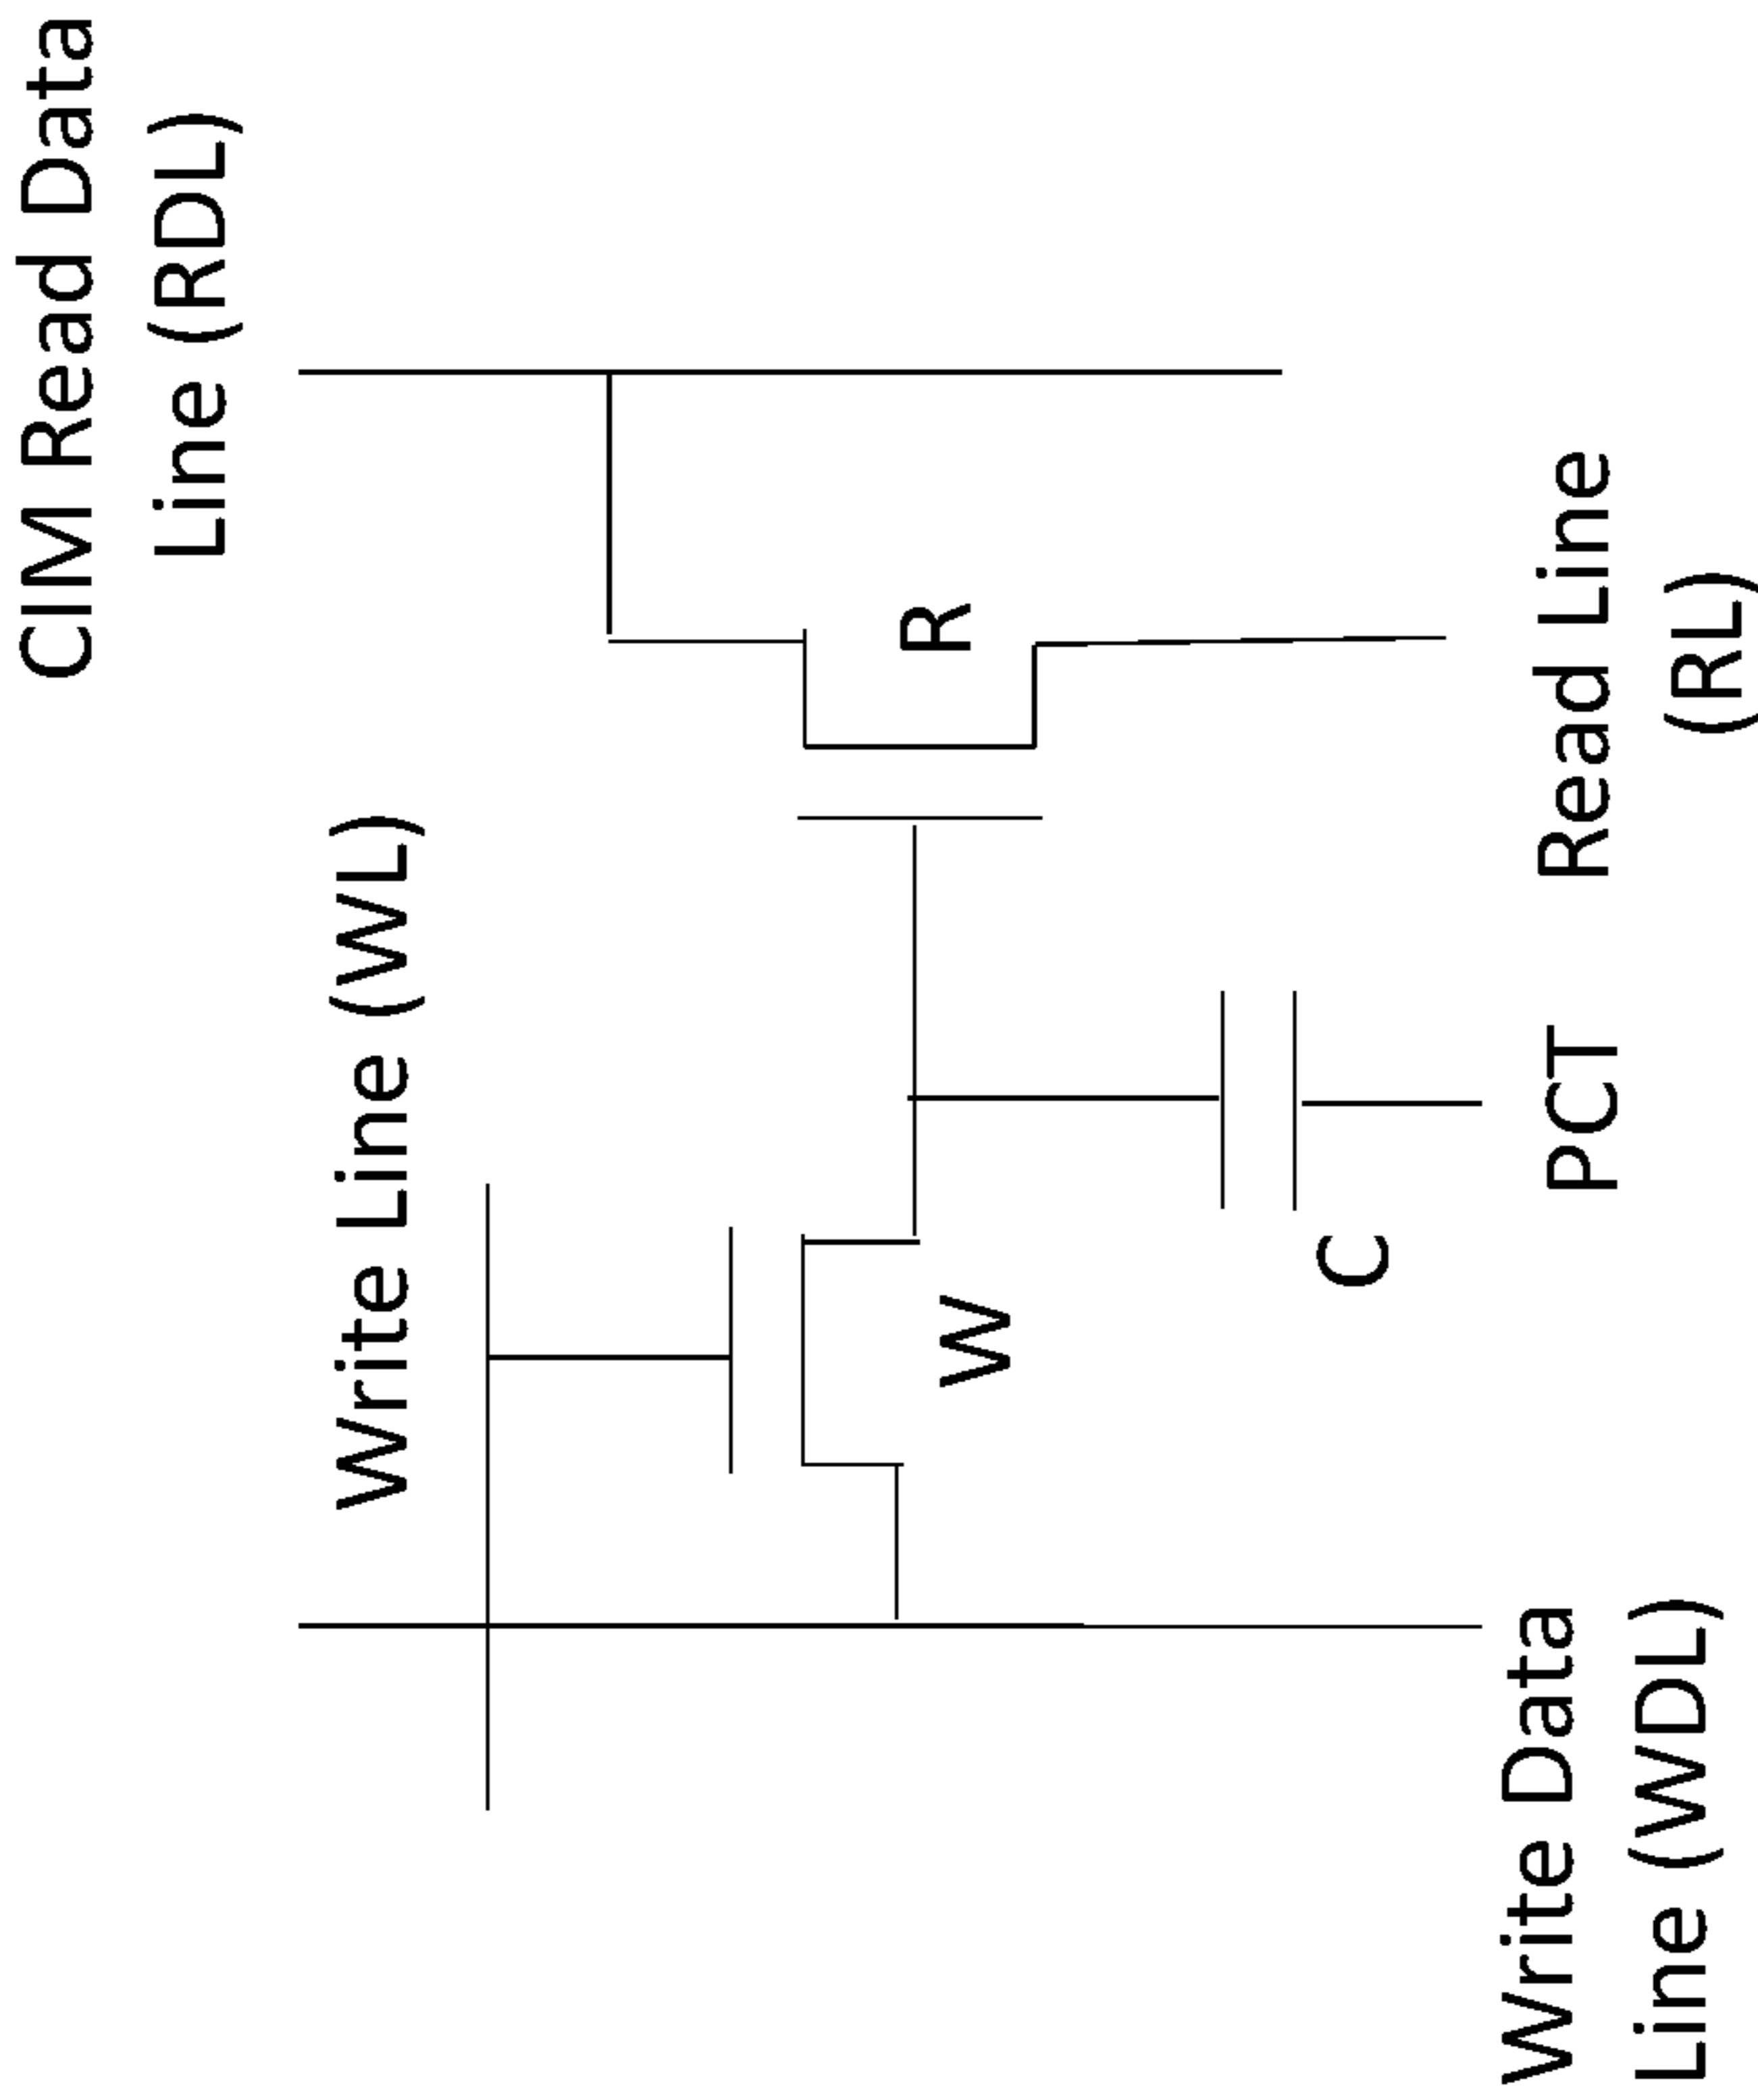 CIM Read Data
Line (RDL)
Write Line (WL)
R
W
C
Read Line
(RL)
PCT
Write Data
Line (WDL)